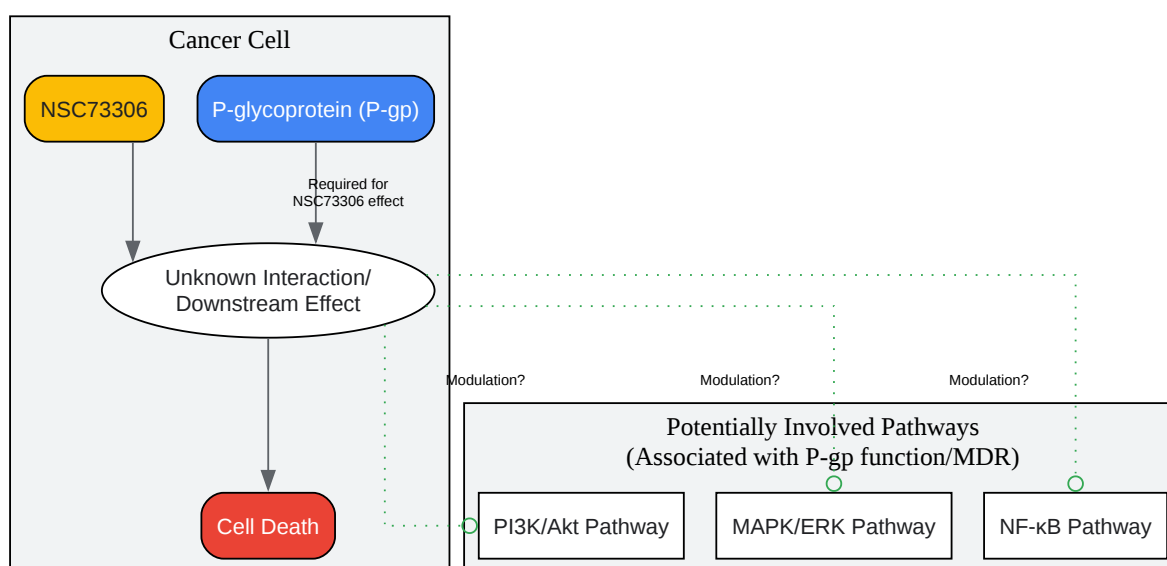 Cancer Cell
NSC73306
P-glycoprotein (P-gp)
Required for
NSC73306 effect
Unknown Interaction/
Downstream Effect
Modulation?
Modulation?
Modulation?
Potentially Involved Pathways
(Associated with P-gp function/MDR)
Cell Death
PI3K/Akt Pathway
MAPK/ERK Pathway
NF-κB Pathway